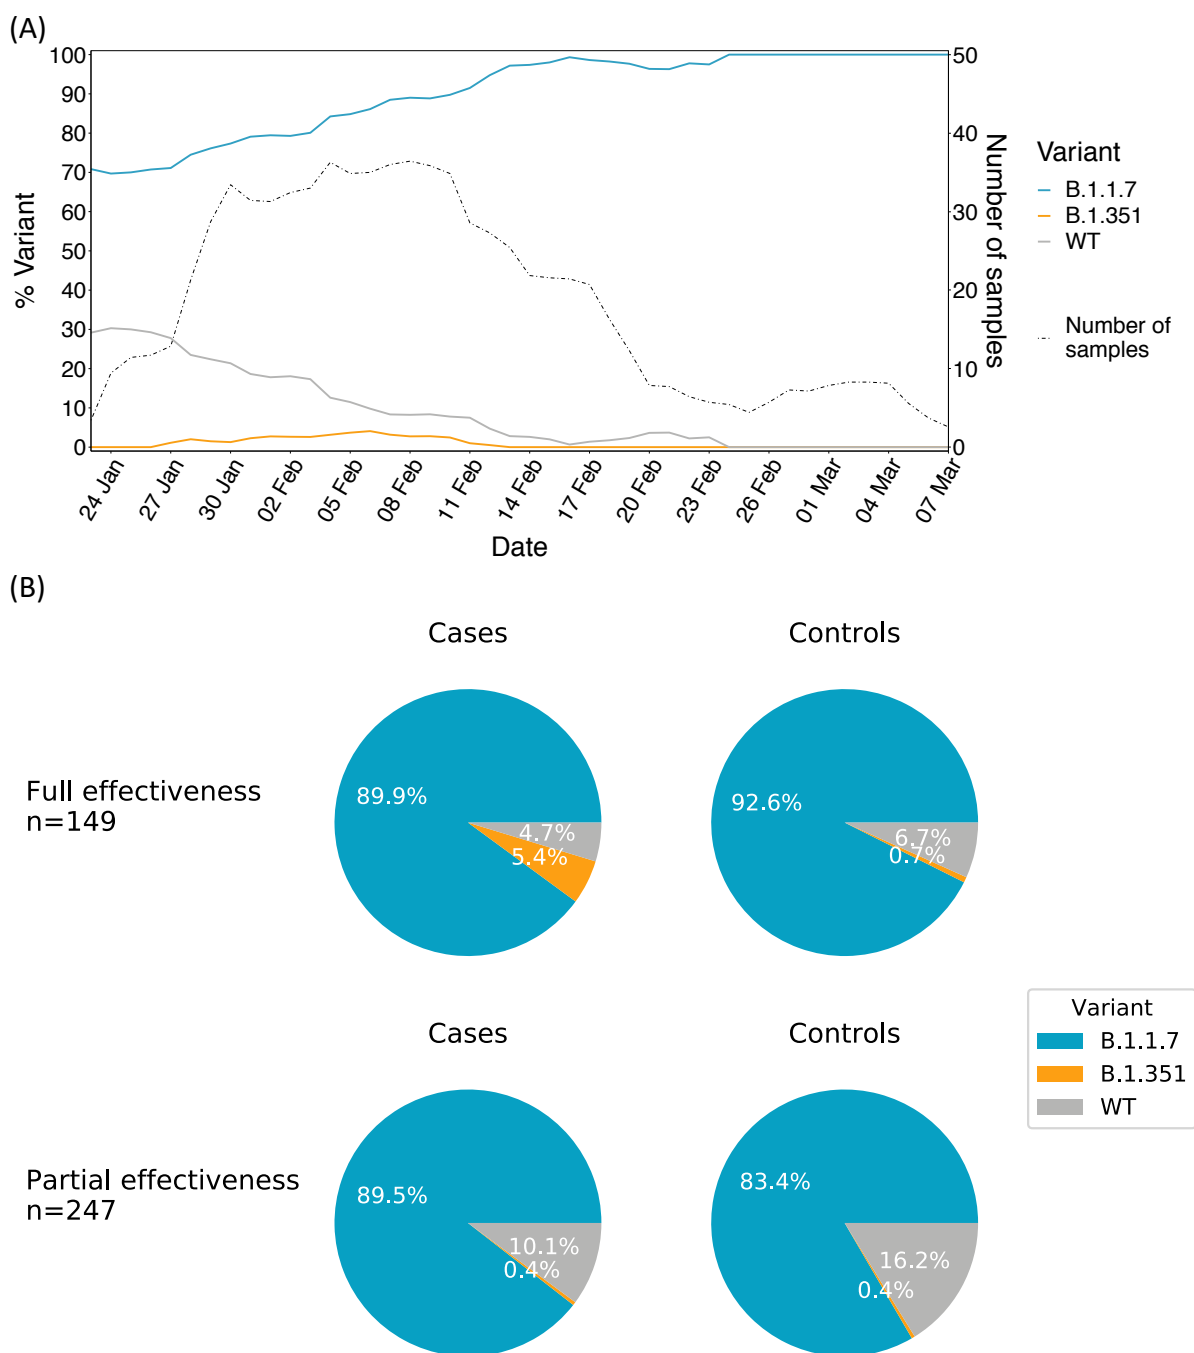 (A)
100
90
80
70
60
50
40
30
20
10
0
% Variant
50
40
30
20
10
0
Number of samples
24 Jan
27 Jan
30 Jan
02 Feb
05 Feb
08 Feb
11 Feb
14 Feb
17 Feb
20 Feb
23 Feb
26 Feb
01 Mar
04 Mar
07 Mar
Date
Variant
B.1.1.7
B.1.351
WT
Number of
samples
(B)
Cases
Controls
Full effectiveness
n=149
89.9%
4.7%
5.4%
92.6%
6.7%
0.7%
Cases
Controls
Partial effectiveness
n=247
89.5%
10.1%
0.4%
83.4%
16.2%
0.4%
Variant
B.1.1.7
B.1.351
WT